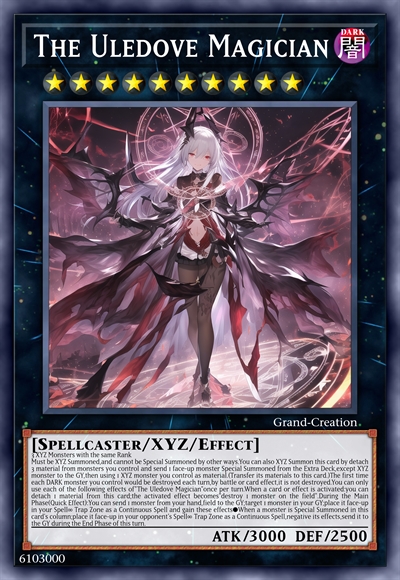 The Uledove Magician
DARK
闇
Grand-Creation
[Spellcaster/XYZ/Effect]
XYZ Monsters with the same Rank
Must be XYZ Summoned,and cannot be Special Summoned by other ways.You can also XYZ Summon this card by detach
3 material from monsters you control and send 1 face-up monster Special Summoned from the Extra Deck,except XYZ
monster to the GY,then using 1 XYZ monster you control as material.(Transfer its materials to this card.)The first time
each DARK monster you control would be destroyed each turn,by battle or card effect,it is not destroyed.You can only
use each of the following effects of "The Uledove Magician"once per turn.When a card or effect is activated:you can
detach 1 material from this card,the activated effect becomes"destroy 1 monster on the field".During the Main
Phase(Quick Effect):You can send 1 monster from your hand,field to the GY;target 1 monster in your GY;place it face-up
in your Spell∞ Trap Zone as a Continuous Spell and gain these effects●When a monster is Special Summoned in this
card's column;place it face-up in your opponent's Spell∞ Trap Zone as a Continuous Spell,negative its effects,send it to
the GY during the End Phase of this turn.
ATK/3000 DEF/2500
6103000